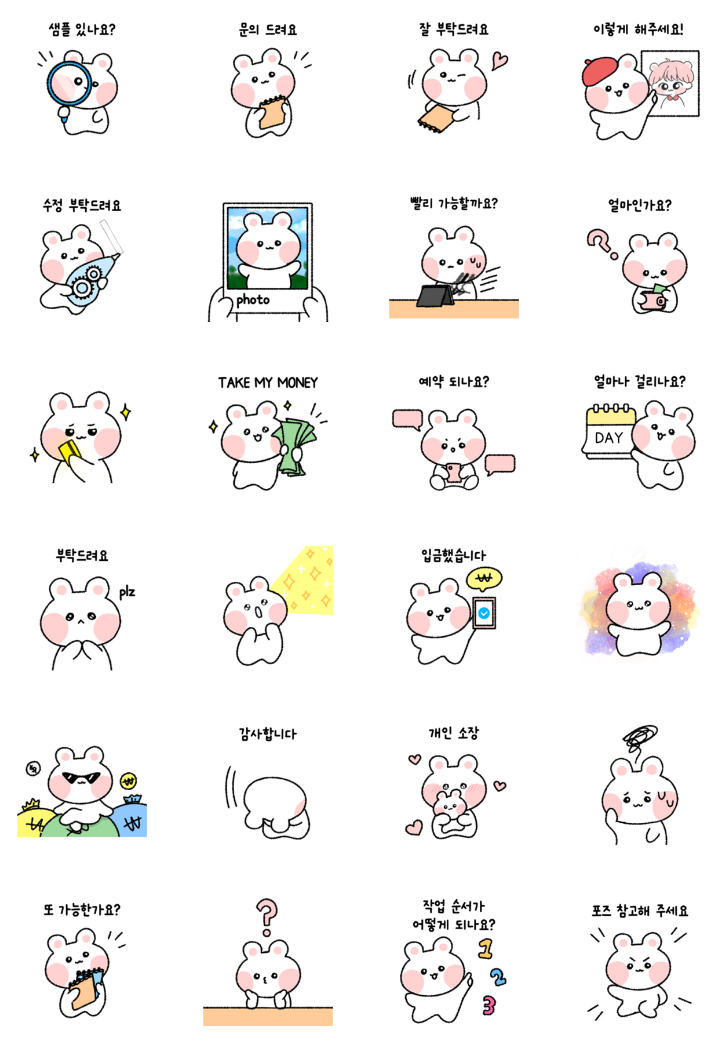 샘플 있나요?
문의 드려요
잘 부탁드려요
이렇게 해주세요!
수정 부탁드려요
photo
빨리 가능할까요?
얼마인가요?
?
TAKE MY MONEY
예약 되나요?
얼마나 걸리나요?
DAY
부탁드려요
plz
입금했습니다
₩
₩
₩
₩
감사합니다
개인 소장
또 가능한가요?
?
작업 순서가
어떻게 되나요?
1
2
3
포즈 참고해 주세요